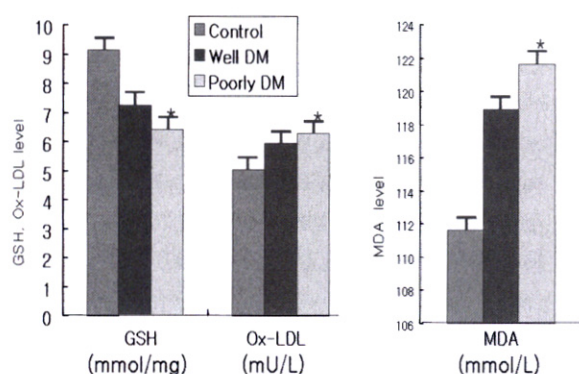 GSH, Ox-LDL level
10
9
8
7
6
5
4
3
2
1
0
Control
Well DM
Poorly DM
*
*
GSH
(mmol/mg)
Ox-LDL
(mU/L)
MDA level
124
122
120
118
116
114
112
110
108
106
*
MDA
(mmol/L)